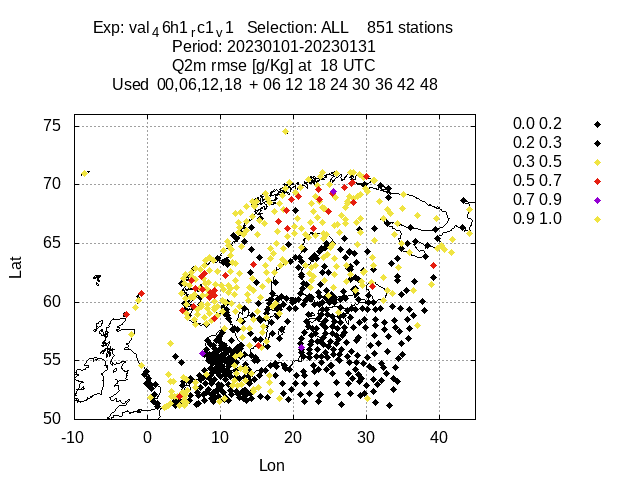 Exp: val46h1rc1v1   Selection: ALL    851 stations
Period: 20230101-20230131
Q2m rmse [g/Kg] at  18 UTC
Used  00,06,12,18  + 06 12 18 24 30 36 42 48
0.0 0.2
0.2 0.3
0.3 0.5
0.5 0.7
0.7 0.9
0.9 1.0
75
70
65
60
55
50
Lat
-10 0 10 20 30 40
Lon